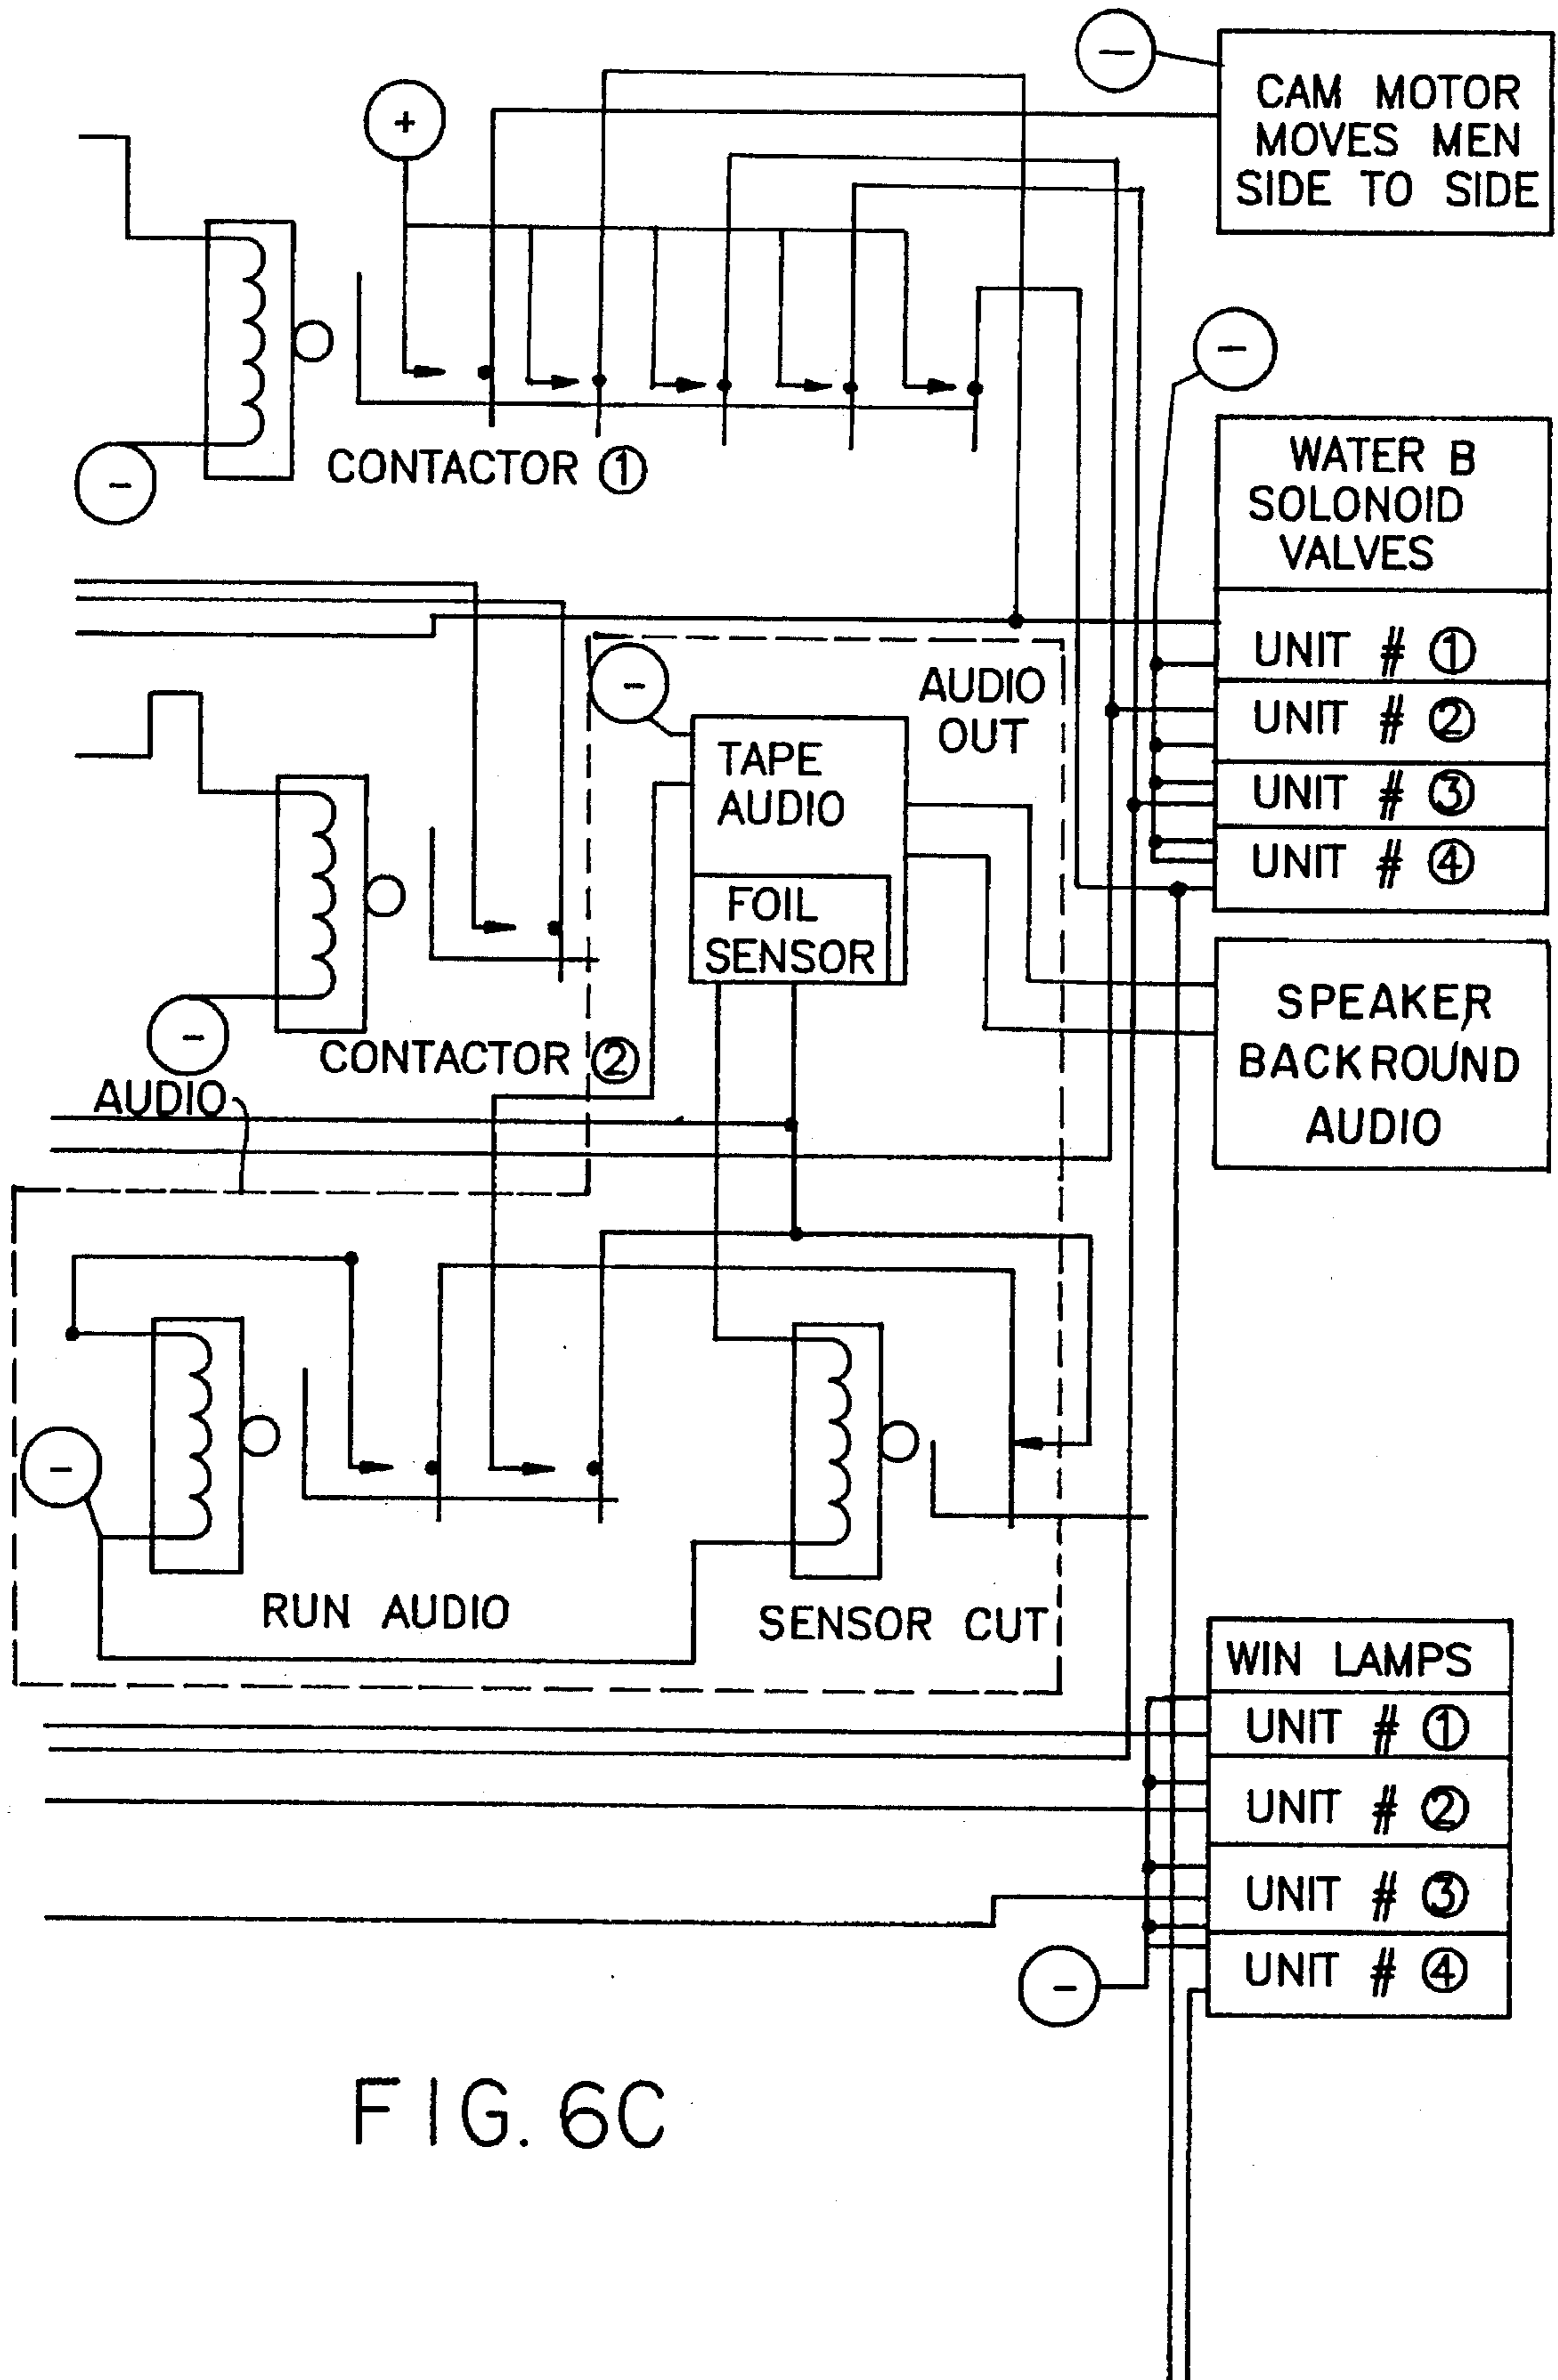 CAM MOTOR
MOVES MEN
SIDE TO SIDE
+
CONTACTOR ①
WATER B
SOLONOID
VALVES
UNIT # ①
UNIT # ②
UNIT # ③
UNIT # ④
AUDIO
OUT
TAPE
AUDIO
FOIL
SENSOR
SPEAKER,
BACKROUND
AUDIO
CONTACTOR ②
AUDIO
RUN AUDIO
SENSOR CUT
WIN LAMPS
UNIT # ①
UNIT # ②
UNIT # ③
UNIT # ④
FIG. 6C